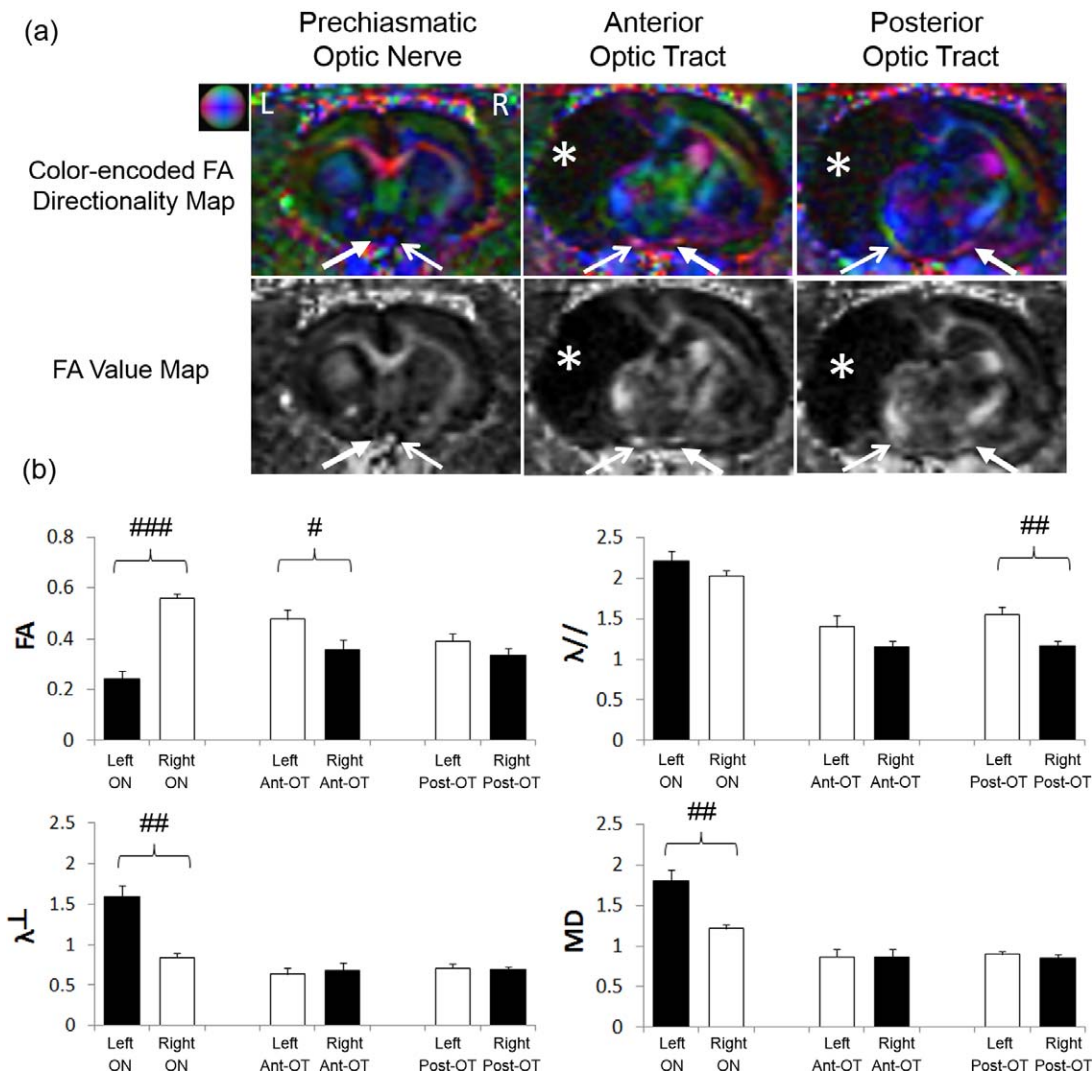 (a)
Prechiasmatic
Optic Nerve
Anterior
Optic Tract
Posterior
Optic Tract
L
R
Color-encoded FA
Directionality Map
*
*
FA Value Map
*
*
(b)
FA
0.8
0.6
0.4
0.2
0
###
#
Left
ON
Right
ON
Left
Ant-OT
Right
Ant-OT
Left
Post-OT
Right
Post-OT
λ//
2.5
2
1.5
1
0.5
0
##
Left
ON
Right
ON
Left
Ant-OT
Right
Ant-OT
Left
Post-OT
Right
Post-OT
λ⊥
2.5
2
1.5
1
0.5
0
##
Left
ON
Right
ON
Left
Ant-OT
Right
Ant-OT
Left
Post-OT
Right
Post-OT
MD
2.5
2
1.5
1
0.5
0
##
Left
ON
Right
ON
Left
Ant-OT
Right
Ant-OT
Left
Post-OT
Right
Post-OT